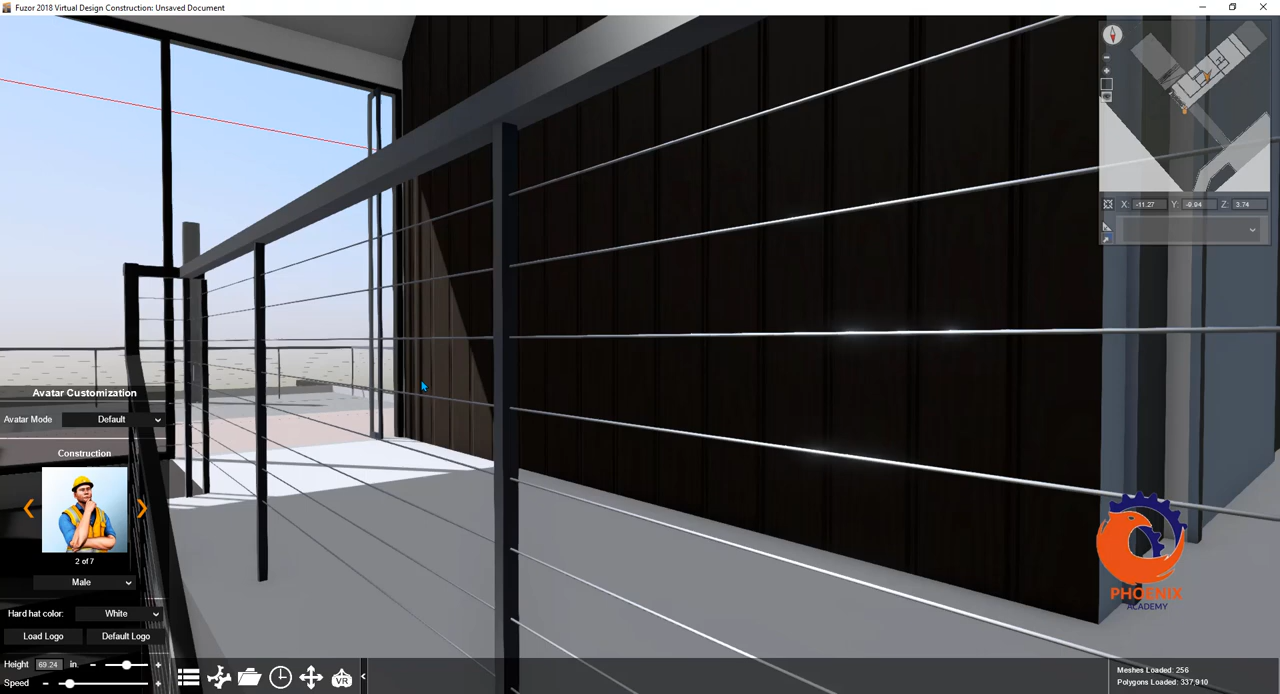 Fuzor 2018 Virtual Design Construction: Unsaved Document
X: -11.27 Y: -9.94 Z: 3.74
Avatar Customization
Avatar Mode Default
Construction
2 of 7
Male
Hard hat color: White
Load Logo Default Logo
Height 69.24 in. - +
Speed - +
VR
PHOENIX
ACADEMY
Meshes Loaded: 256
Polygons Loaded: 337,910